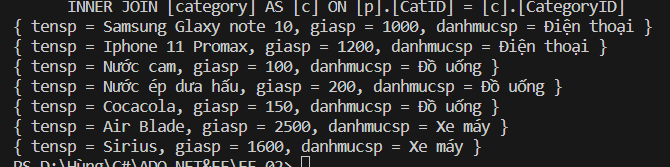 INNER JOIN [category] AS [c] ON [p].[CatID] = [c].[CategoryID]
{ tensp = Samsung Glaxy note 10, giasp = 1000, danhmucsp = Điện thoại }
{ tensp = Iphone 11 Promax, giasp = 1200, danhmucsp = Điện thoại }
{ tensp = Nước cam, giasp = 100, danhmucsp = Đồ uống }
{ tensp = Nước ép dưa hấu, giasp = 200, danhmucsp = Đồ uống }
{ tensp = Cocacola, giasp = 150, danhmucsp = Đồ uống }
{ tensp = Air Blade, giasp = 2500, danhmucsp = Xe máy }
{ tensp = Sirius, giasp = 1600, danhmucsp = Xe máy }
PS D:\Hùng\C#\ADO.NET&EF\EF_02>